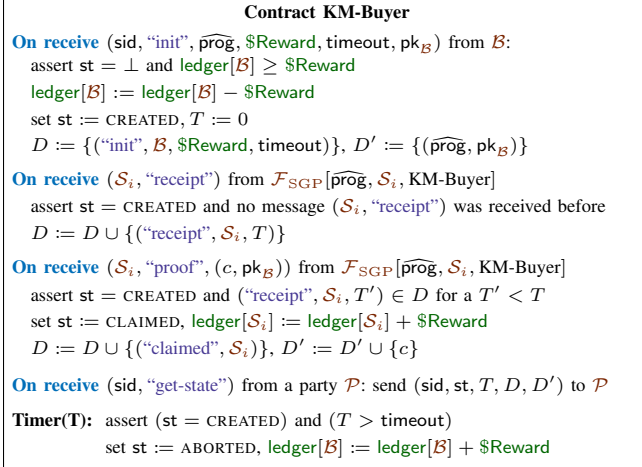 Contract KM-Buyer
On receive (sid, “init”, p͡rog, $Reward, timeout, pk_ℬ) from ℬ:
assert st = ⊥ and ledger[ℬ] ≥ $Reward
ledger[ℬ] := ledger[ℬ] − $Reward
set st := CREATED, T := 0
D := {(“init”, ℬ, $Reward, timeout)}, D′ := {(p͡rog, pk_ℬ)}
On receive (𝒮_i, “receipt”) from ℱ_SGP[p͡rog, 𝒮_i, KM-Buyer]
assert st = CREATED and no message (𝒮_i, “receipt”) was received before
D := D ∪ {(“receipt”, 𝒮_i, T)}
On receive (𝒮_i, “proof”, (c, pk_ℬ)) from ℱ_SGP[p͡rog, 𝒮_i, KM-Buyer]
assert st = CREATED and (“receipt”, 𝒮_i, T′) ∈ D for a T′ < T
set st := CLAIMED, ledger[𝒮_i] := ledger[𝒮_i] + $Reward
D := D ∪ {(“claimed”, 𝒮_i)}, D′ := D′ ∪ {c}
On receive (sid, “get-state”) from a party 𝒫: send (sid, st, T, D, D′) to 𝒫
Timer(T): assert (st = CREATED) and (T > timeout)
set st := ABORTED, ledger[ℬ] := ledger[ℬ] + $Reward